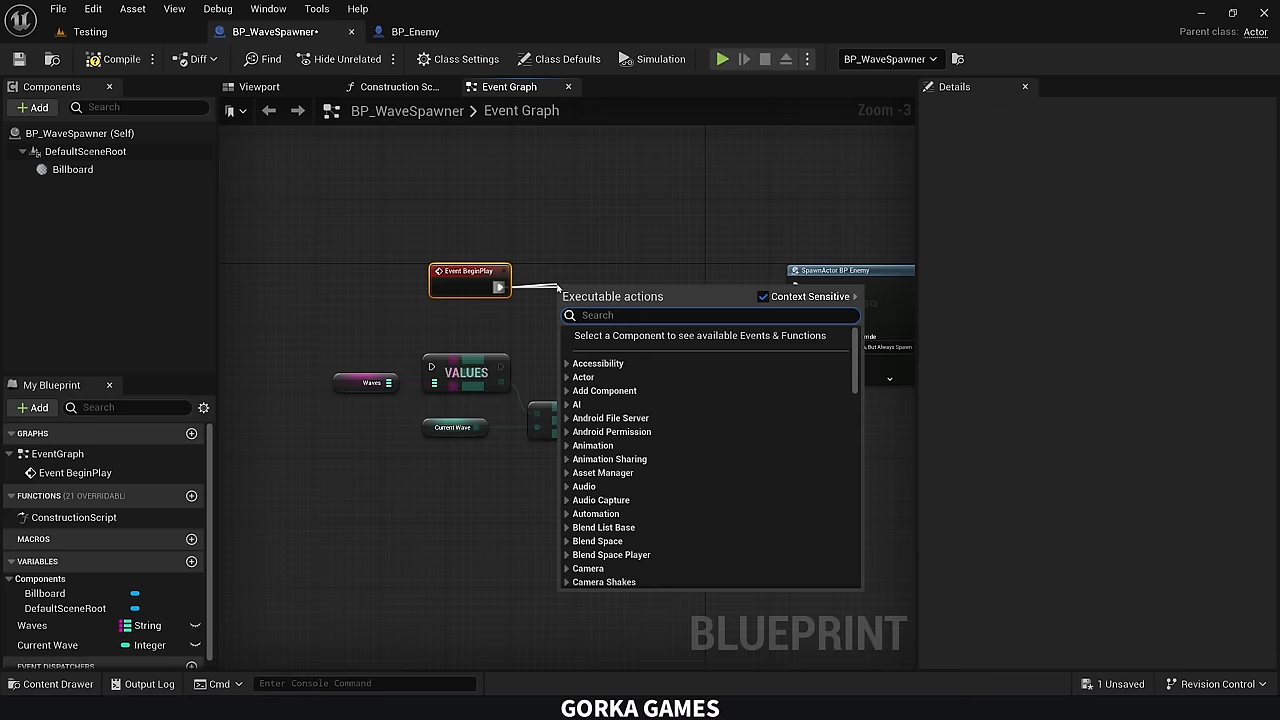 File Edit Asset View Debug Window Tools Help
Testing BP_WaveSpawner• BP_Enemy Parent class: Actor
Compile Diff Find Hide Unrelated Class Settings Class Defaults Simulation BP_WaveSpawner
Components Viewport Construction Sc... Event Graph Details
Add Search BP_WaveSpawner > Event Graph Zoom -3
BP_WaveSpawner (Self)
DefaultSceneRoot
Billboard
Event BeginPlay
SpawnActor BP Enemy
Executable actions Context Sensitive
Search
Select a Component to see available Events & Functions
ride
, But Always Spawn
Accessibility
Actor
Add Component
AI
Android File Server
Android Permission
Animation
Animation Sharing
Asset Manager
Audio
Audio Capture
Automation
Blend List Base
Blend Space
Blend Space Player
Camera
Camera Shakes
Waves
VALUES
Current Wave
My Blueprint
Add Search
GRAPHS
EventGraph
Event BeginPlay
FUNCTIONS (21 OVERRIDABL
ConstructionScript
MACROS
VARIABLES
Components
Billboard
DefaultSceneRoot
Waves String
Current Wave Integer
EVENT DISPATCHERS
BLUEPRINT
Content Drawer Output Log Cmd Enter Console Command 1 Unsaved Revision Control
GORKA GAMES